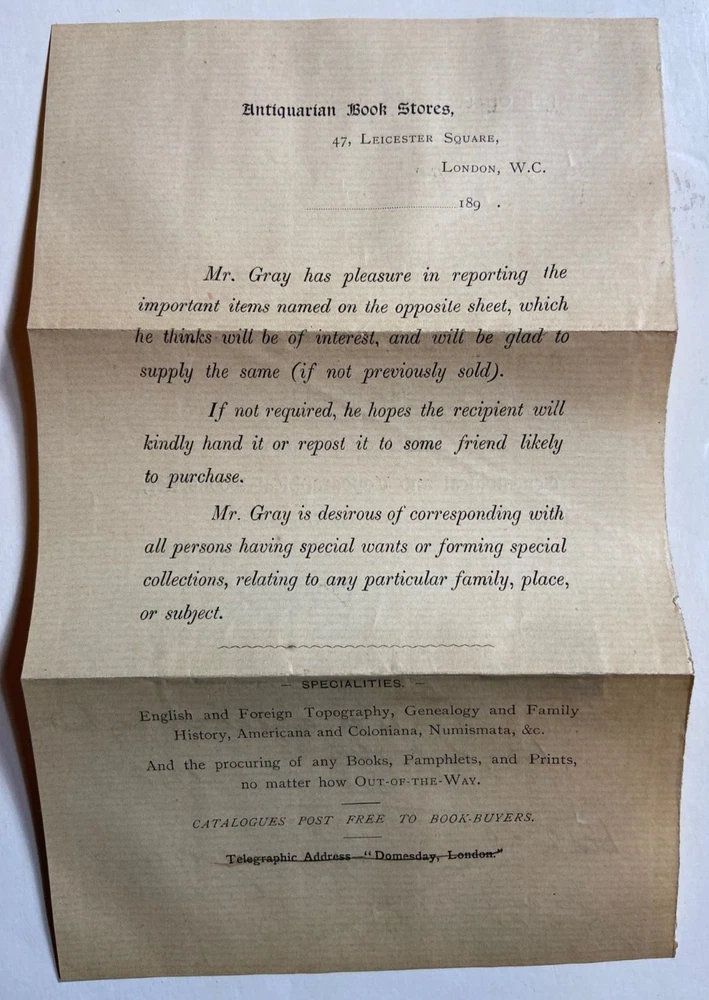 Antiquarian Book Stores,
47, Leicester Square,
London, W.C.
189 .
Mr. Gray has pleasure in reporting the
important items named on the opposite sheet, which
he thinks will be of interest, and will be glad to
supply the same (if not previously sold).
If not required, he hopes the recipient will
kindly hand it or repost it to some friend likely
to purchase.
Mr. Gray is desirous of corresponding with
all persons having special wants or forming special
collections, relating to any particular family, place,
or subject.
— SPECIALITIES. —
English and Foreign Topography, Genealogy and Family
History, Americana and Coloniana, Numismata, &c.
And the procuring of any Books, Pamphlets, and Prints,
no matter how Out-of-the-Way.
CATALOGUES POST FREE TO BOOK-BUYERS.
Telegraphic Address—"Domesday, London."